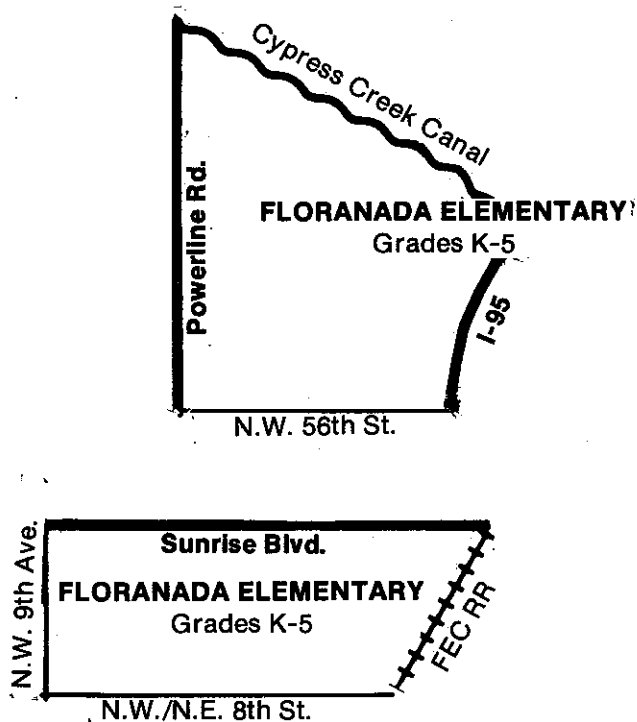 Cypress Creek Canal
Powerline Rd.
FLORANADA ELEMENTARY
Grades K-5
I-95
N.W. 56th St.
N.W. 9th Ave.
Sunrise Blvd.
FLORANADA ELEMENTARY
Grades K-5
FEC RR
N.W./N.E. 8th St.